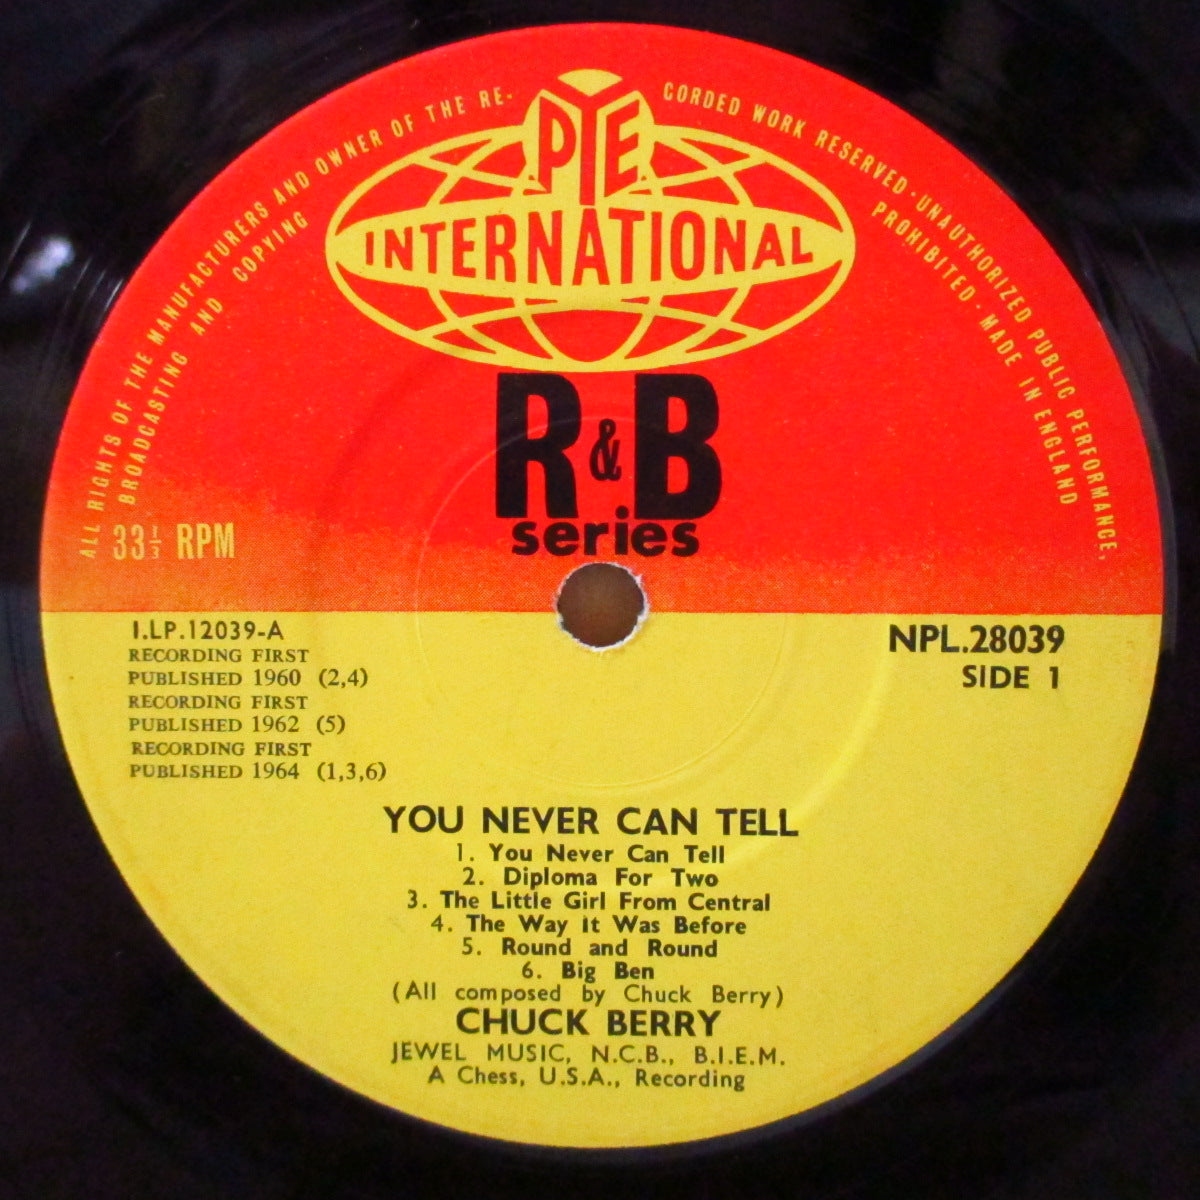 ALL RIGHTS OF THE MANUFACTURERS AND OWNER OF THE RE-CORDED WORK RESERVED · UNAUTHORIZED PUBLIC PERFORMANCE,
BROADCASTING AND COPYING PROHIBITED · MADE IN ENGLAND
PYE
INTERNATIONAL
R&B
series
33⅓ RPM
I.LP.12039-A
RECORDING FIRST
PUBLISHED 1960 (2,4)
RECORDING FIRST
PUBLISHED 1962 (5)
RECORDING FIRST
PUBLISHED 1964 (1,3,6)
NPL.28039
SIDE 1
YOU NEVER CAN TELL
1. You Never Can Tell
2. Diploma For Two
3. The Little Girl From Central
4. The Way It Was Before
5. Round and Round
6. Big Ben
(All composed by Chuck Berry)
CHUCK BERRY
JEWEL MUSIC, N.C.B., B.I.E.M.
A Chess, U.S.A., Recording